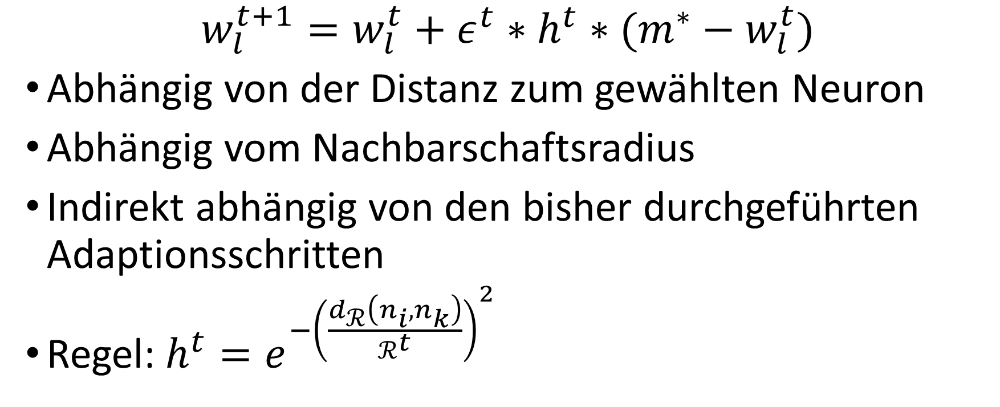 $w_l^{t+1} = w_l^t + \epsilon^t * h^t * (m^* - w_l^t)$
• Abhängig von der Distanz zum gewählten Neuron
• Abhängig vom Nachbarschaftsradius
• Indirekt abhängig von den bisher durchgeführten
Adaptionsschritten
• Regel: $h^t = e^{-\left(\frac{d_{\mathcal{R}}(n_i, n_k)}{\mathcal{R}^t}\right)^2}$